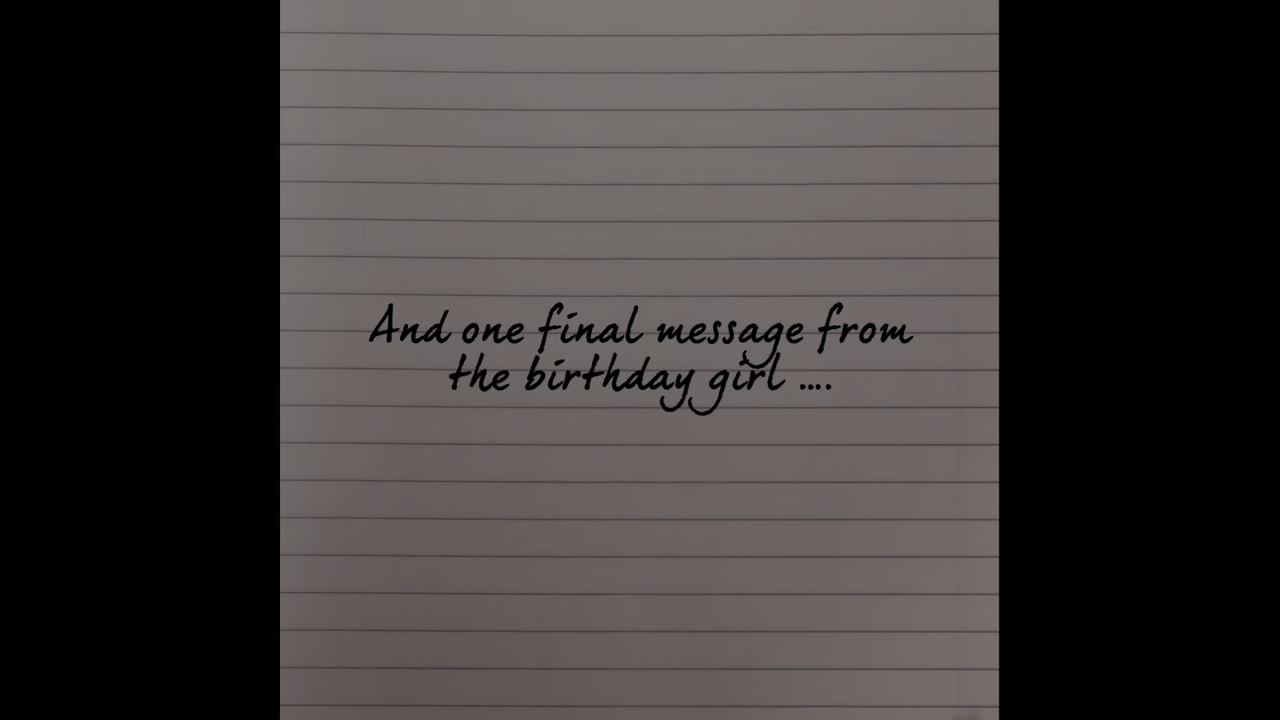 And one final message from
the birthday girl ....